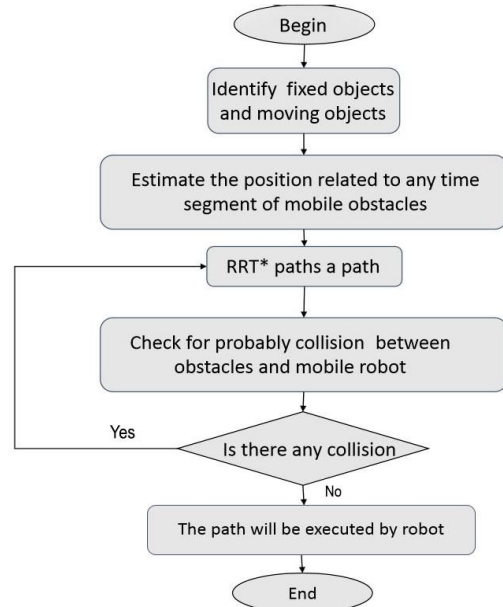 Begin
Identify fixed objects
and moving objects
Estimate the position related to any time
segment of mobile obstacles
RRT* paths a path
Check for probably collision between
obstacles and mobile robot
Yes
Is there any collision
No
The path will be executed by robot
End